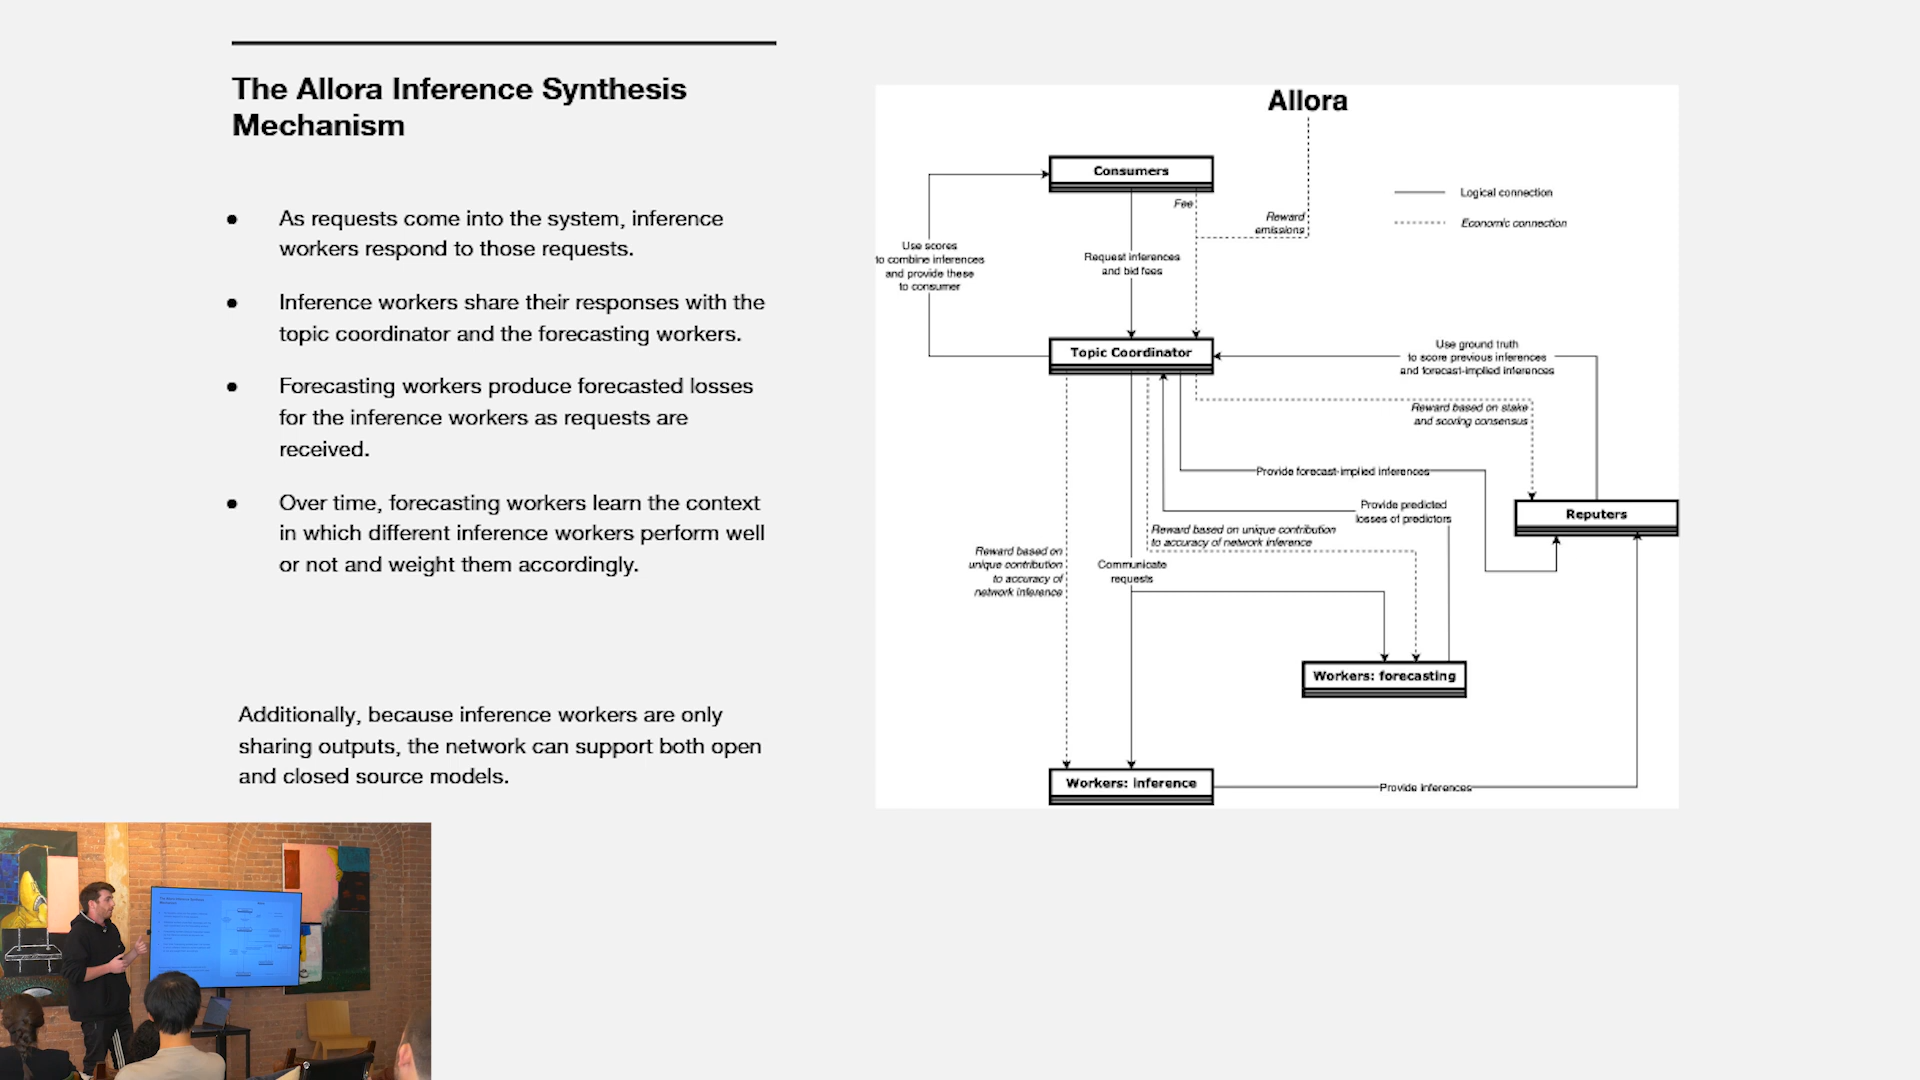 The Allora Inference Synthesis
Mechanism
● As requests come into the system, inference
workers respond to those requests.
● Inference workers share their responses with the
topic coordinator and the forecasting workers.
● Forecasting workers produce forecasted losses
for the inference workers as requests are
received.
● Over time, forecasting workers learn the context
in which different inference workers perform well
or not and weight them accordingly.
Additionally, because inference workers are only
sharing outputs, the network can support both open
and closed source models.
Allora
Consumers
Logical connection
Economic connection
Fee
Reward
emissions
Use scores
to combine inferences
and provide these
to consumer
Request inferences
and bid fees
Topic Coordinator
Use ground truth
to score previous inferences
and forecast-implied inferences
Reward based on stake
and scoring consensus
Provide forecast-implied inferences
Provide predicted
losses of predictors
Reputers
Reward based on unique contribution
to accuracy of network inference
Reward based on
unique contribution
to accuracy of
network inference
Communicate
requests
Workers: forecasting
Workers: inference
Provide inferences